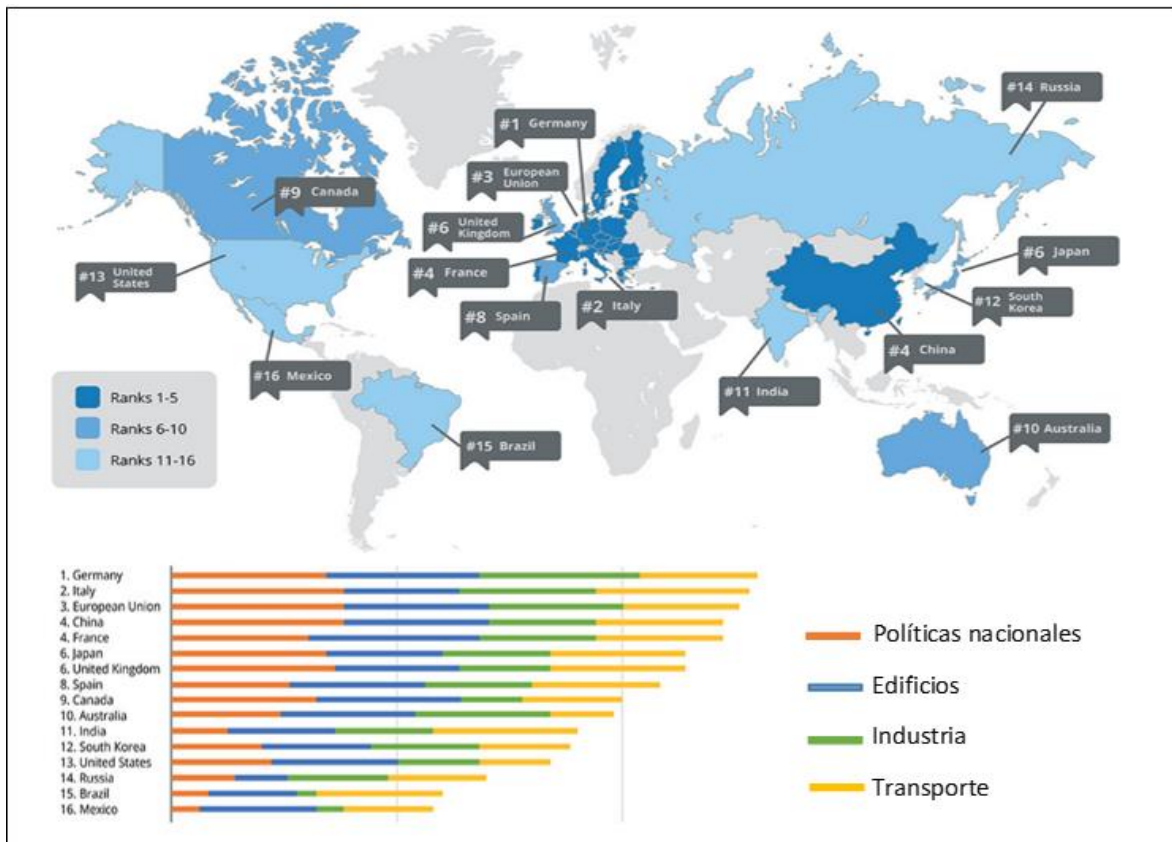 #14 Russia
#1 Germany
#3 European
Union
#9 Canada
#6 United
Kingdom
#6 Japan
#13 United
States
#4 France
#12 South
Korea
#8 Spain
#2 Italy
#4 China
#16 Mexico
#11 India
Ranks 1-5
Ranks 6-10
Ranks 11-16
#15 Brazil
#10 Australia
1. Germany
2. Italy
3. European Union
4. China
4. France
6. Japan
6. United Kingdom
8. Spain
9. Canada
10. Australia
11. India
12. South Korea
13. United States
14. Russia
15. Brazil
16. Mexico
Políticas nacionales
Edificios
Industria
Transporte